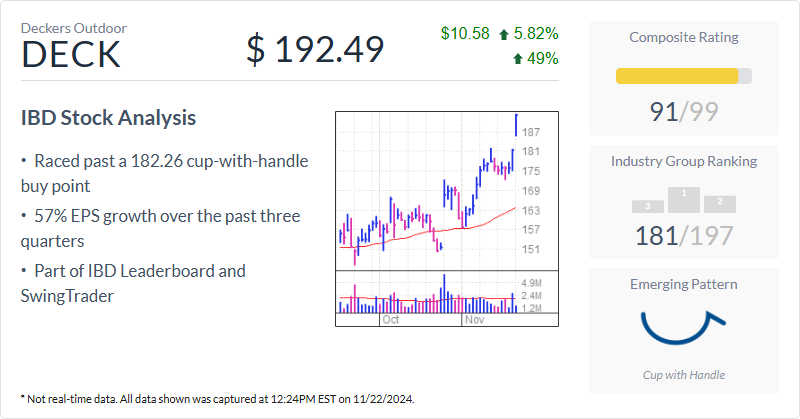 Deckers Outdoor
DECK
$ 192.49
$10.58 5.82%
49%
IBD Stock Analysis
• Raced past a 182.26 cup-with-handle
buy point
• 57% EPS growth over the past three
quarters
• Part of IBD Leaderboard and
SwingTrader
187
181
175
169
163
157
151
4.9M
2.4M
1.2M
Oct Nov
Composite Rating
91/99
Industry Group Ranking
3 1 2
181/197
Emerging Pattern
Cup with Handle
* Not real-time data. All data shown was captured at 12:24PM EST on 11/22/2024.